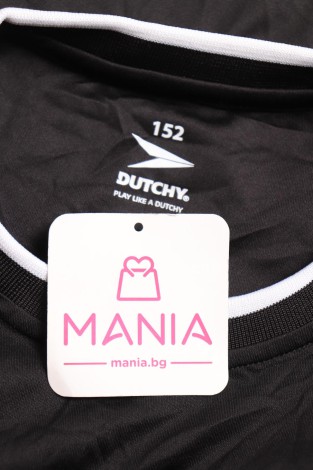 152
DUTCHY®
PLAY LIKE A DUTCHY
MANIA
mania.bg